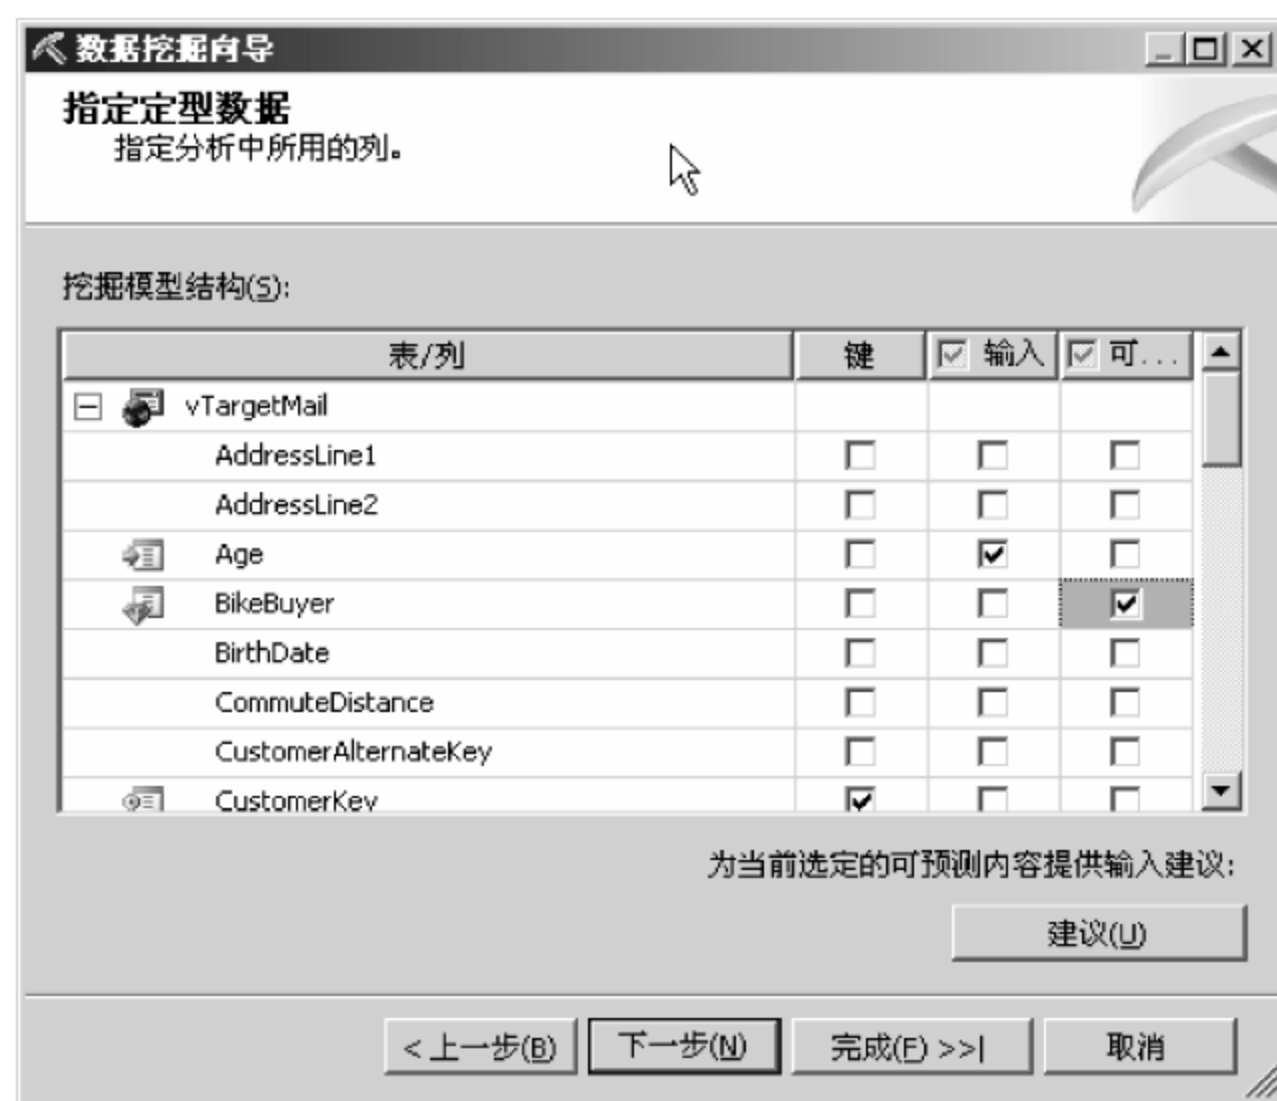 数据挖掘向导
指定定型数据
指定分析中所用的列。
挖掘模型结构(S):
表/列 键 输入 可...
vTargetMail
AddressLine1
AddressLine2
Age
BikeBuyer
BirthDate
CommuteDistance
CustomerAlternateKey
CustomerKey
为当前选定的可预测内容提供输入建议:
建议(U)
< 上一步(B) 下一步(N) 完成(F) >>| 取消